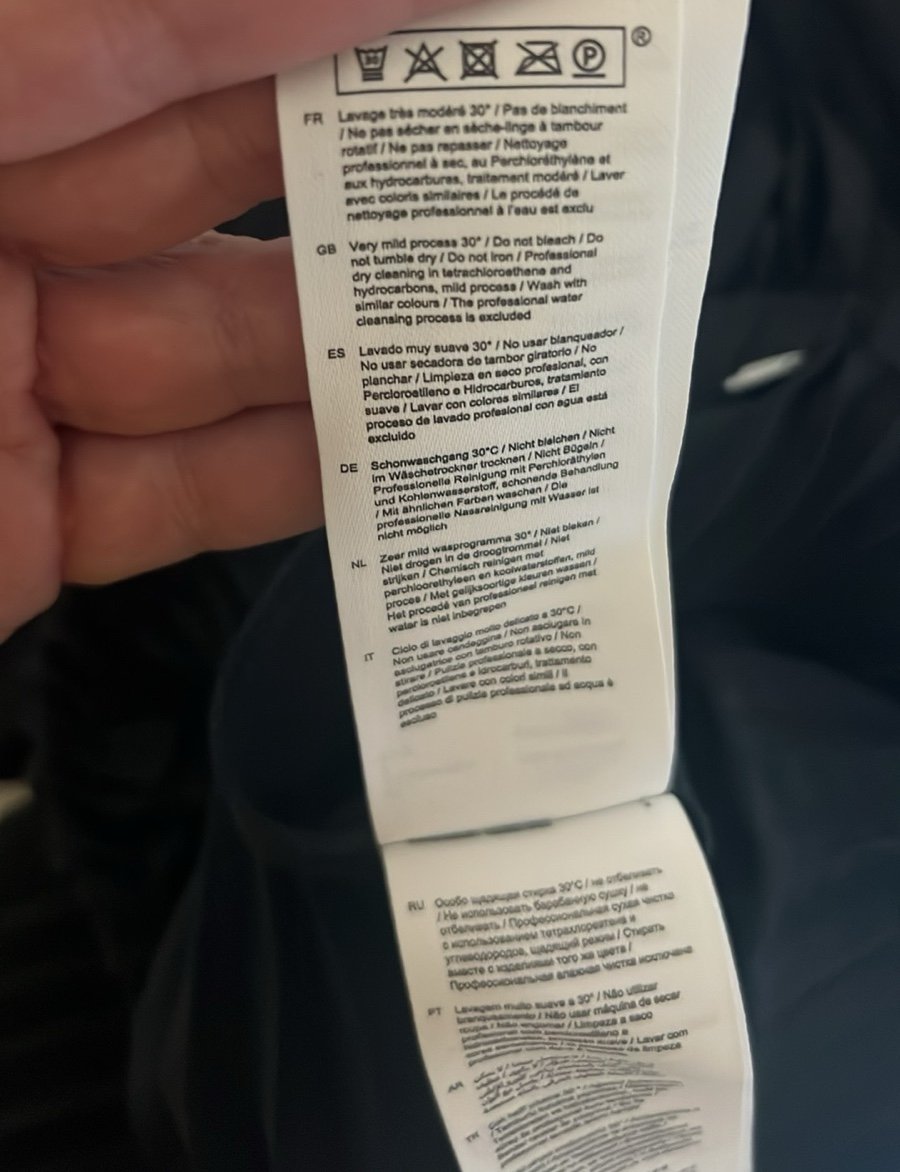 30 P ®
FR Lavage très modéré 30° / Pas de blanchiment
/ Ne pas sécher en sèche-linge à tambour
rotatif / Ne pas repasser / Nettoyage
professionnel à sec, au Perchloréthylène et
aux hydrocarbures, traitement modéré / Laver
avec coloris similaires / Le procédé de
nettoyage professionnel à l'eau est exclu
GB Very mild process 30° / Do not bleach / Do
not tumble dry / Do not iron / Professional
dry cleaning in tetrachloroethene and
hydrocarbons, mild process / Wash with
similar colours / The professional water
cleansing process is excluded
ES Lavado muy suave 30° / No usar blanqueador /
No usar secadora de tambor giratorio / No
planchar / Limpieza en seco profesional, con
Percloroetileno e Hidrocarburos, tratamiento
suave / Lavar con colores similares / El
proceso de lavado profesional con agua está
excluido
DE Schonwaschgang 30°C / Nicht bleichen / Nicht
im Wäschetrockner trocknen / Nicht Bügeln /
Professionelle Reinigung mit Perchloräthylen
und Kohlenwasserstoff, schonende Behandlung
/ Mit ähnlichen Farben waschen / Die
professionelle Nassreinigung mit Wasser ist
nicht möglich
NL Zeer mild wasprogramma 30° / Niet bleken /
Niet drogen in de droogtrommel / Niet
strijken / Chemisch reinigen met
perchloorethyleen en koolwaterstoffen, mild
proces / Met gelijksoortige kleuren wassen /
Het procedé van professioneel reinigen met
water is niet inbegrepen
IT Ciclo di lavaggio molto delicato a 30°C /
Non usare candeggina / Non asciugare in
asciugatrice con tamburo rotativo / Non
stirare / Pulizia professionale a secco, con
percloroetilene e idrocarburi, trattamento
delicato / Lavare con colori simili / Il
processo di pulizia professionale ad acqua è
escluso
RU Особо щадящая стирка 30°C / не отбеливать
/ Не использовать барабанную сушку / не
отбеливать / Профессиональная сухая чистка
с использованием тетрахлорэтена и
углеводородов, щадящий режим / Стирать
вместе с изделиями того же цвета /
Профессиональная влажная чистка исключена
PT Lavagem muito suave a 30° / Não utilizar
branqueamento / Não usar máquina de secar
roupa / Não engomar / Limpeza a seco
suave / Lavar com
de limpeza
AR
TR